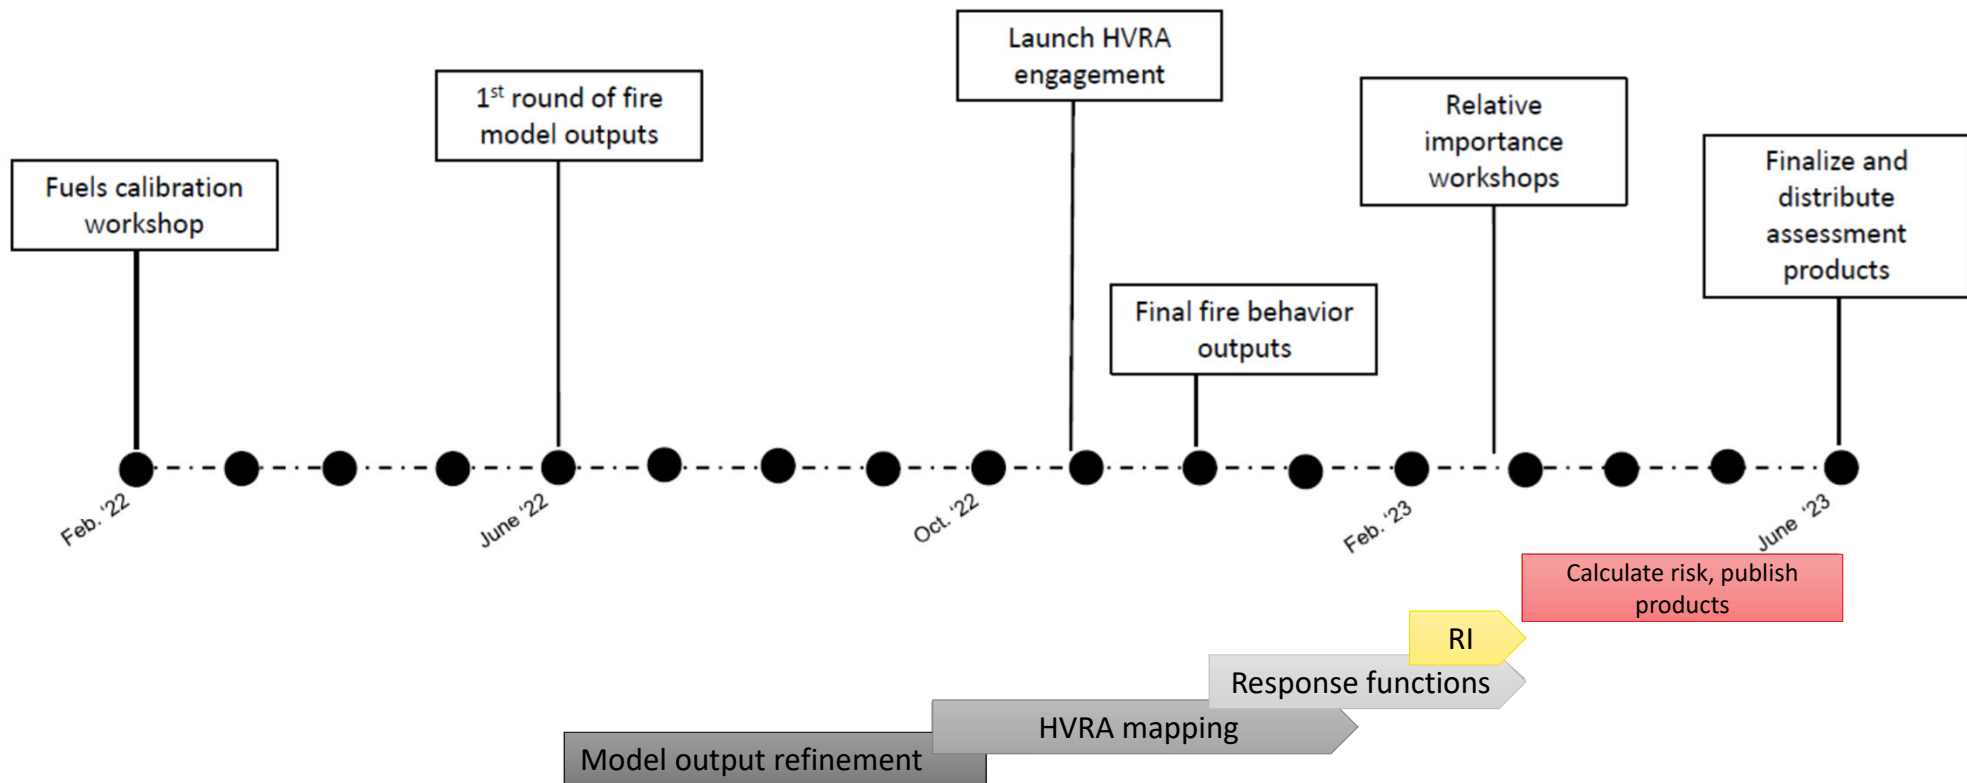 Launch HVRA
engagement
1st round of fire
model outputs
Relative
importance
workshops
Fuels calibration
workshop
Finalize and
distribute
assessment
products
Final fire behavior
outputs
Feb. '22
June '22
Oct. '22
Feb. '23
June '23
Calculate risk, publish
products
RI
Response functions
HVRA mapping
Model output refinement